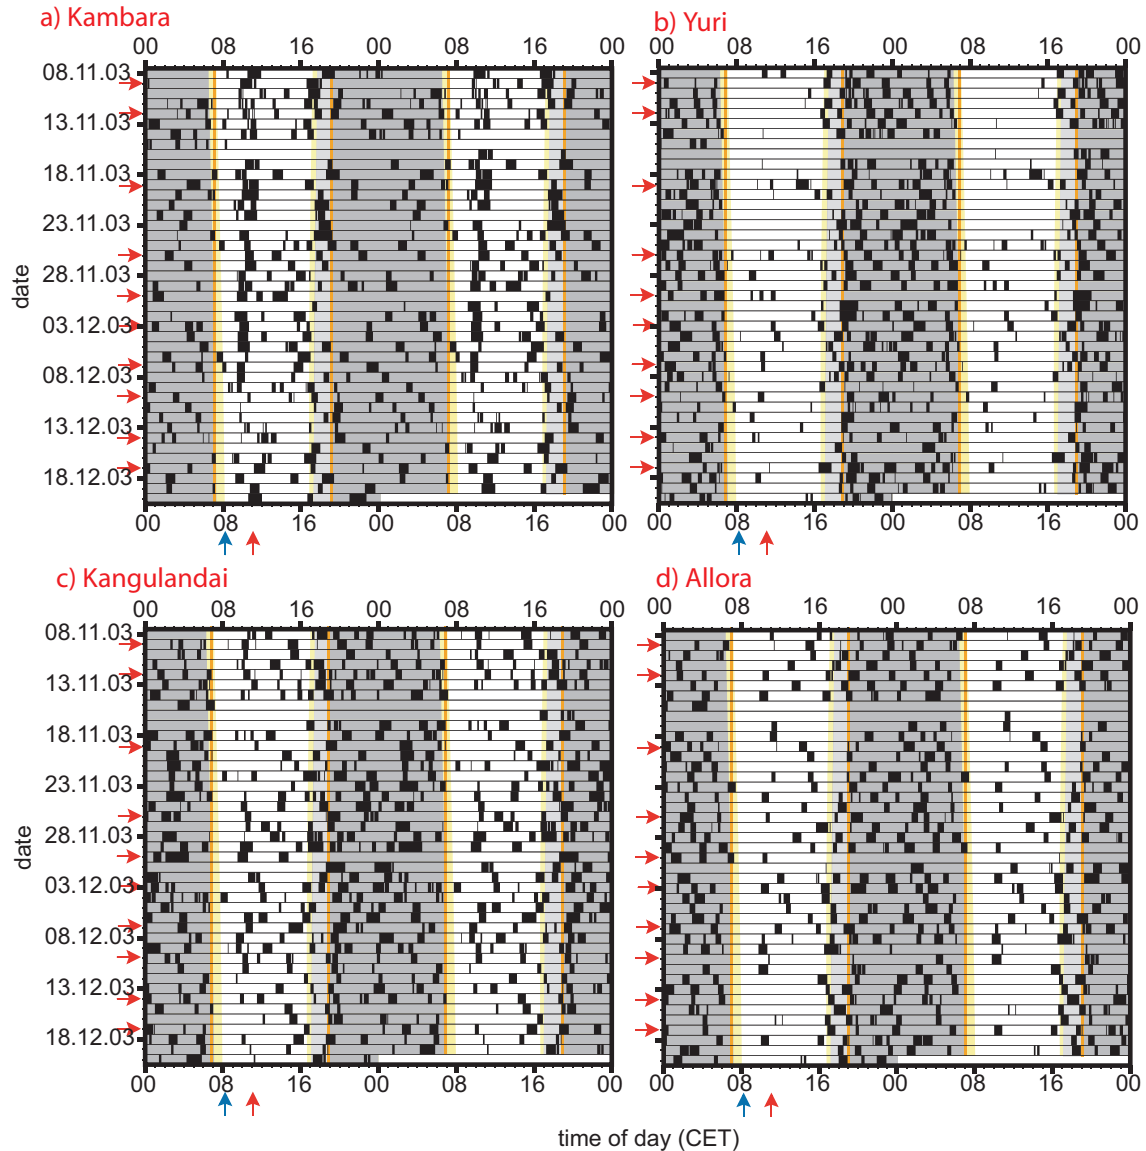 a) Kambara
00 08 16 00 08 16 00
08.11.03
13.11.03
18.11.03
23.11.03
28.11.03
03.12.03
08.12.03
13.12.03
18.12.03
date
00 08 16 00 08 16 00
b) Yuri
00 08 16 00 08 16 00
00 08 16 00 08 16 00
c) Kangulandai
00 08 16 00 08 16 00
08.11.03
13.11.03
18.11.03
23.11.03
28.11.03
03.12.03
08.12.03
13.12.03
18.12.03
date
00 08 16 00 08 16 00
d) Allora
00 08 16 00 08 16 00
00 08 16 00 08 16 00
time of day (CET)